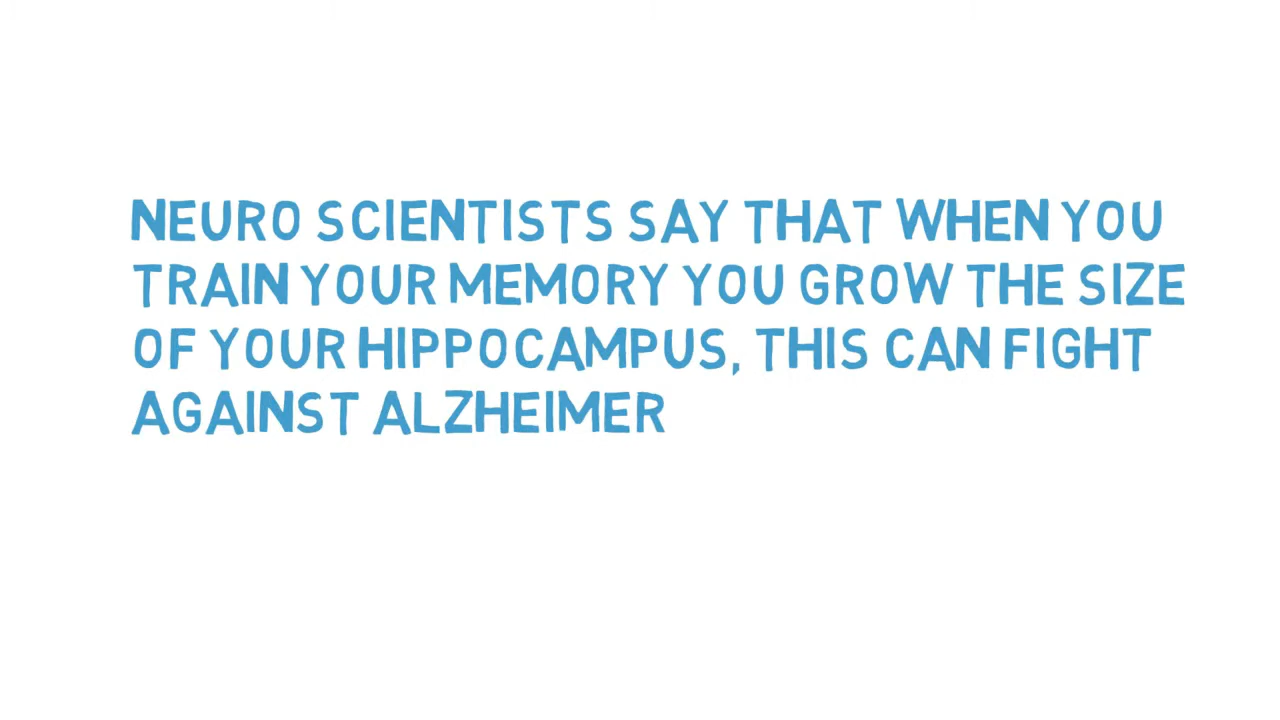 NEURO SCIENTISTS SAY THAT WHEN YOU
TRAIN YOUR MEMORY YOU GROW THE SIZE
OF YOUR HIPPOCAMPUS, THIS CAN FIGHT
AGAINST ALZHEIMER